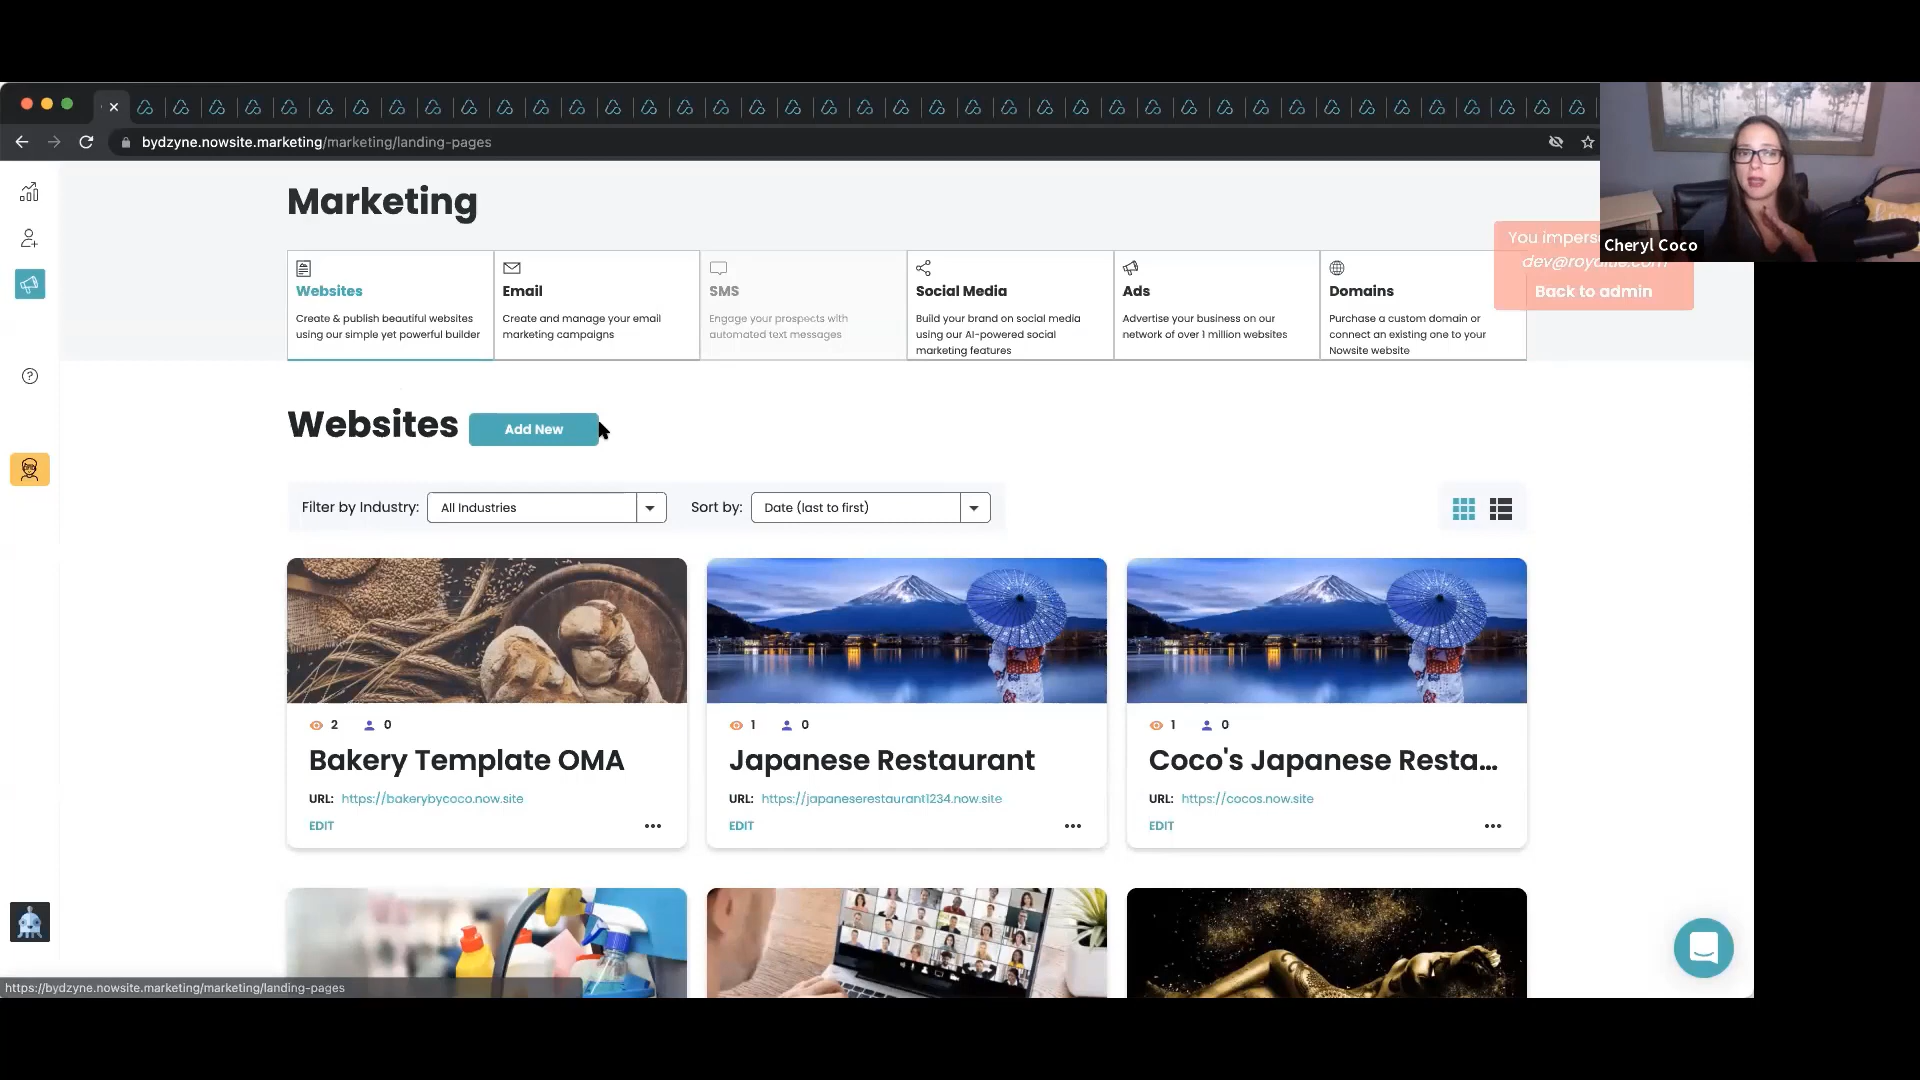 bydzyne.nowsite.marketing/marketing/landing-pages
Cheryl Coco
Marketing
You impers
Back to admin
Websites
Create & publish beautiful websites
using our simple yet powerful builder
Email
Create and manage your email
marketing campaigns
SMS
Engage your prospects with
automated text messages
Social Media
Build your brand on social media
using our AI-powered social
marketing features
Ads
Advertise your business on our
network of over 1 million websites
Domains
Purchase a custom domain or
connect an existing one to your
Nowsite website
Websites
Add New
Filter by Industry: All Industries
Sort by: Date (last to first)
2 0
Bakery Template OMA
URL: https://bakerybycoco.now.site
EDIT
1 0
Japanese Restaurant
URL: https://japaneserestaurant1234.now.site
EDIT
1 0
Coco's Japanese Resta...
URL: https://cocos.now.site
EDIT
https://bydzyne.nowsite.marketing/marketing/landing-pages